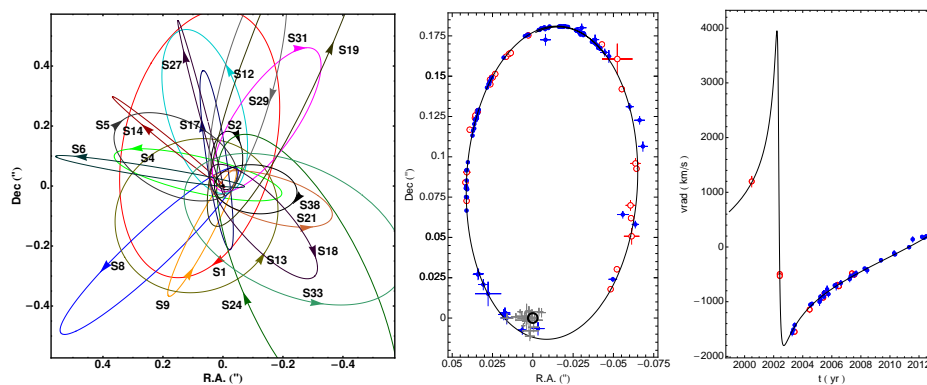 S31
S19
S27
S12
S29
S5
S14
S17
S2
S6
S4
S38
S21
S18
S8
S1
S13
S9
S24
S33
0.4
0.2
0.0
−0.2
−0.4
Dec (")
0.4
0.2
0.0
−0.2
−0.4
R.A. (")
0.175
0.15
0.125
0.1
0.075
0.05
0.025
0
Dec (")
0.05
0.025
0
−0.025
−0.05
−0.075
R.A. (")
4000
3000
2000
1000
0
−1000
−2000
vrad ( km/s )
2000
2002
2004
2006
2008
2010
2012
t ( yr )